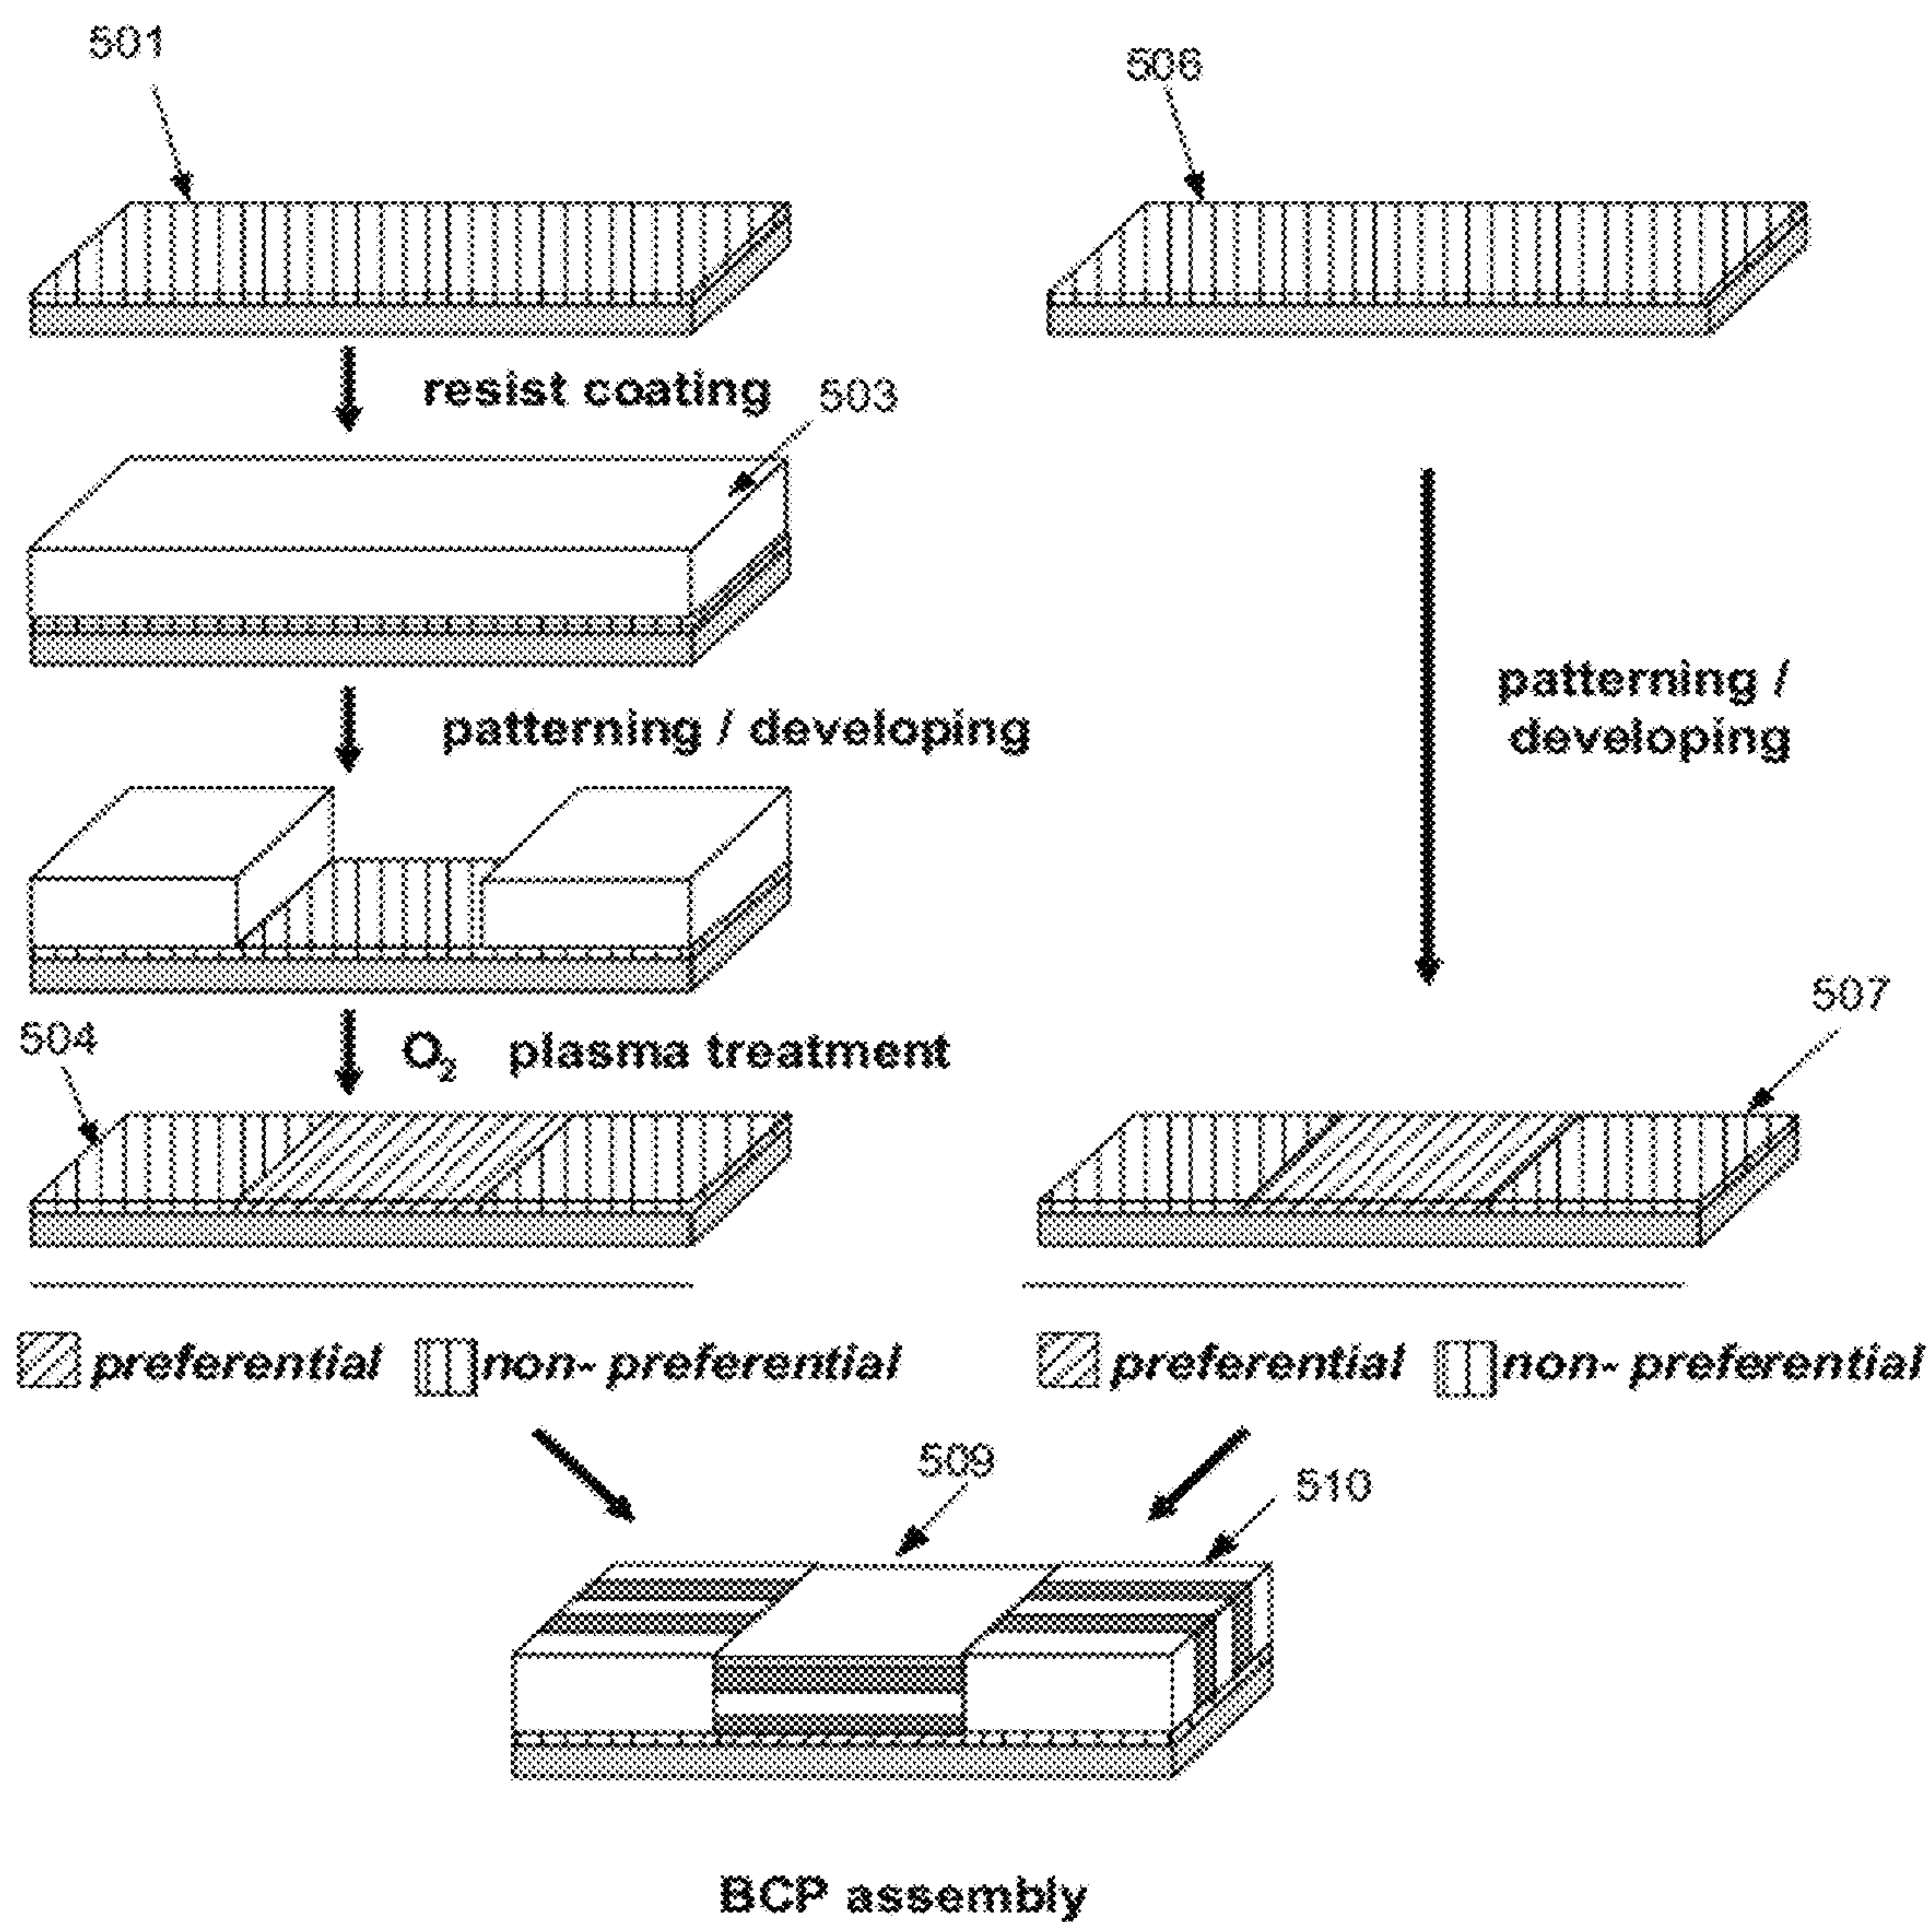 501
506
resist coating
503
patterning / developing
patterning /
developing
504
O₂ plasma treatment
507
preferential non- preferential
preferential non- preferential
509
510
BCP assembly